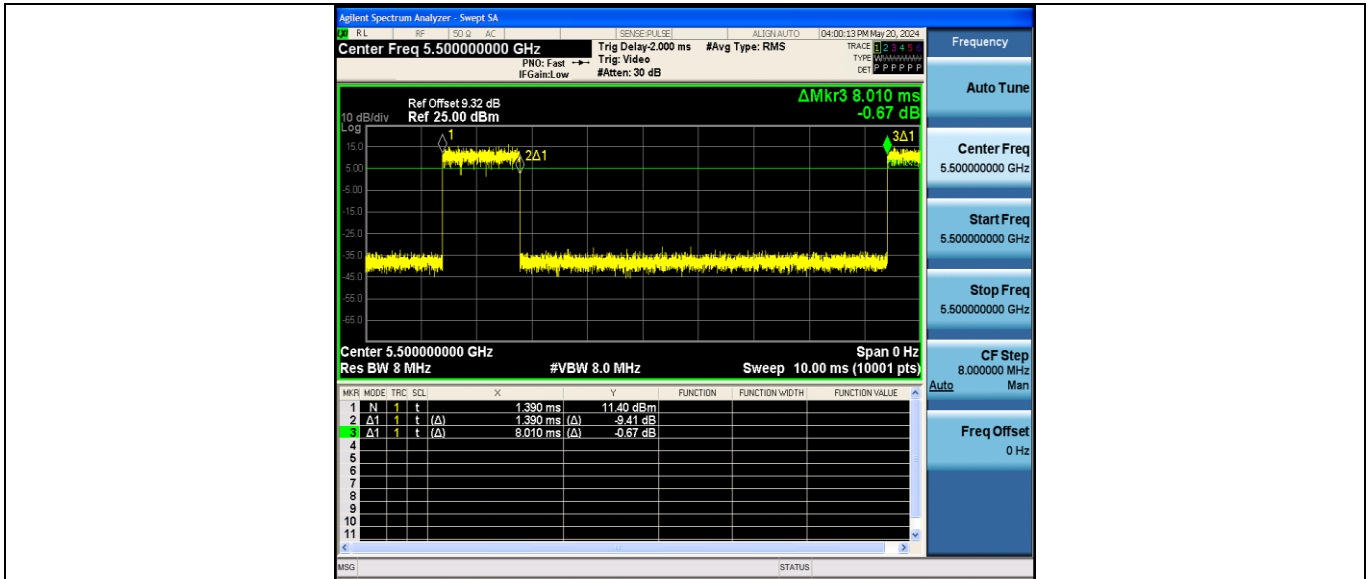 Agilent Spectrum Analyzer - Swept SA
LXI RL RF 50 Ω AC SENSE:PULSE ALIGN AUTO 04:00:13 PM May 20, 2024
Center Freq 5.500000000 GHz
Trig Delay-2.000 ms #Avg Type: RMS TRACE 1 2 3 4 5 6
PNO: Fast Trig: Video TYPE
IFGain:Low #Atten: 30 dB DET P P P P P P
Frequency
Auto Tune
Center Freq
5.500000000 GHz
Start Freq
5.500000000 GHz
Stop Freq
5.500000000 GHz
CF Step
8.000000 MHz
Auto Man
Freq Offset
0 Hz
ΔMkr3 8.010 ms
-0.67 dB
Ref Offset 9.32 dB
10 dB/div Ref 25.00 dBm
Log
1
2Δ1
3Δ1
15.0
5.00
-5.00
-15.0
-25.0
-35.0
-45.0
-55.0
-65.0
Center 5.500000000 GHz Span 0 Hz
Res BW 8 MHz #VBW 8.0 MHz Sweep 10.00 ms (10001 pts)
MKR MODE TRC SCL X Y FUNCTION FUNCTION WIDTH FUNCTION VALUE
1 N 1 t 1.390 ms 11.40 dBm
2 Δ1 1 t (Δ) 1.390 ms (Δ) -9.41 dB
3 Δ1 1 t (Δ) 8.010 ms (Δ) -0.67 dB
4
5
6
7
8
9
10
11
MSG STATUS